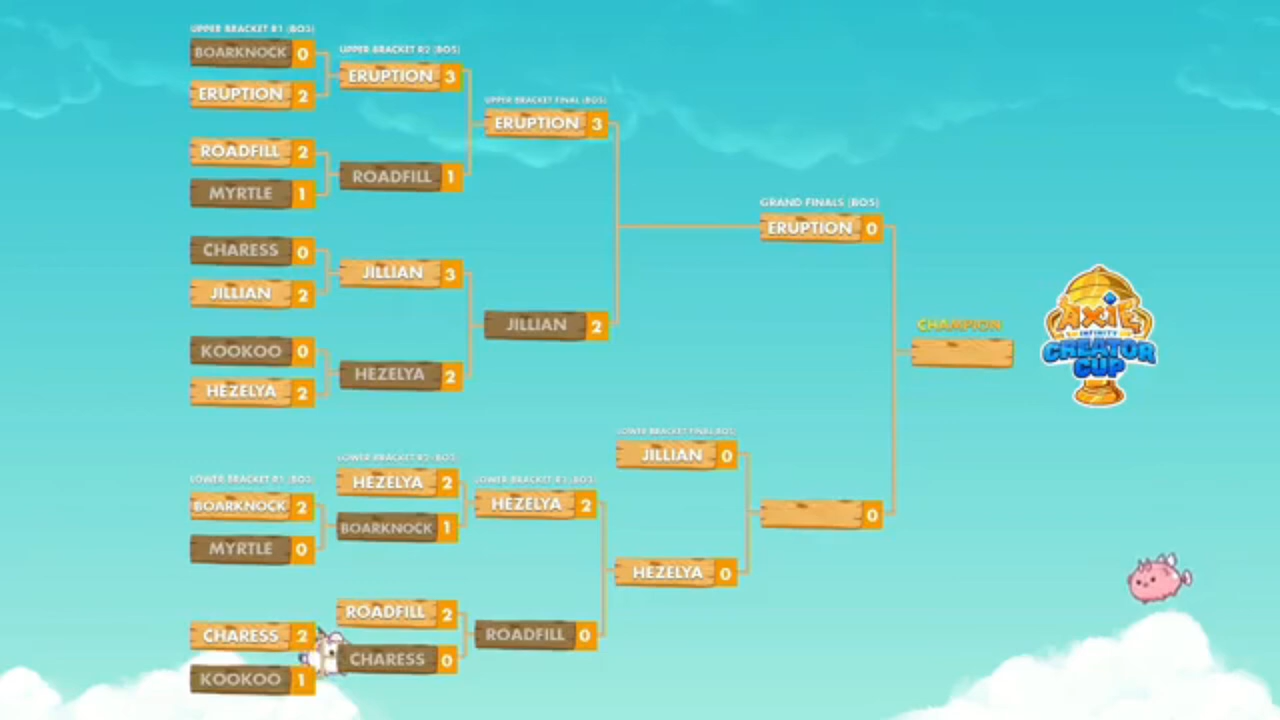 UPPER BRACKET R1 (BO3)
BOARKNOCK 0
ERUPTION 2
ROADFILL 2
MYRTLE 1
CHARESS 0
JILLIAN 2
KOOKOO 0
HEZELYA 2
UPPER BRACKET R2 (BO5)
ERUPTION 3
ROADFILL 1
JILLIAN 3
HEZELYA 2
UPPER BRACKET FINAL (BO5)
ERUPTION 3
JILLIAN 2
GRAND FINALS (BO5)
ERUPTION 0
0
CHAMPION
AXIE
INFINITY
CREATOR
CUP
LOWER BRACKET R1 (BO3)
BOARKNOCK 2
MYRTLE 0
CHARESS 2
KOOKOO 1
LOWER BRACKET R2 (BO3)
HEZELYA 2
BOARKNOCK 1
ROADFILL 2
CHARESS 0
LOWER BRACKET R3 (BO3)
HEZELYA 2
ROADFILL 0
LOWER BRACKET FINAL (BO5)
JILLIAN 0
HEZELYA 0